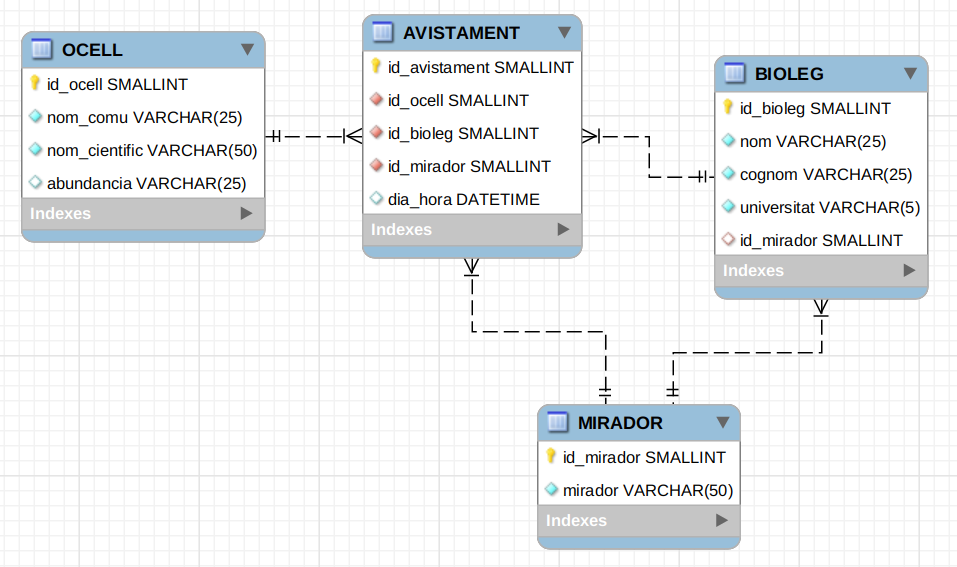 OCELL
id_ocell SMALLINT
nom_comu VARCHAR(25)
nom_cientific VARCHAR(50)
abundancia VARCHAR(25)
Indexes
AVISTAMENT
id_avistament SMALLINT
id_ocell SMALLINT
id_bioleg SMALLINT
id_mirador SMALLINT
dia_hora DATETIME
Indexes
BIOLEG
id_bioleg SMALLINT
nom VARCHAR(25)
cognom VARCHAR(25)
universitat VARCHAR(5)
id_mirador SMALLINT
Indexes
MIRADOR
id_mirador SMALLINT
mirador VARCHAR(50)
Indexes